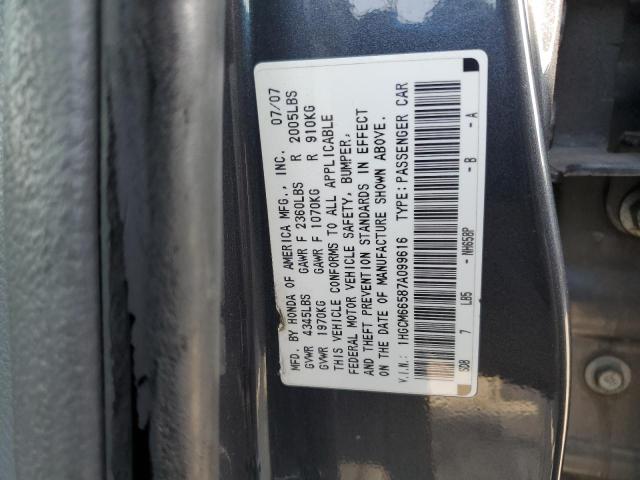 MFD. BY HONDA OF AMERICA MFG., INC. 07/07
GVWR 4345LBS GAWR F 2360LBS R 2005LBS
GVWR 1970KG GAWR F 1070KG R 910KG
THIS VEHICLE CONFORMS TO ALL APPLICABLE
FEDERAL MOTOR VEHICLE SAFETY, BUMPER,
AND THEFT PREVENTION STANDARDS IN EFFECT
ON THE DATE OF MANUFACTURE SHOWN ABOVE.
V.I.N.: 1HGCM66587A099616 TYPE: PASSENGER CAR
SDB 7 LB5 - NH658P - B - A